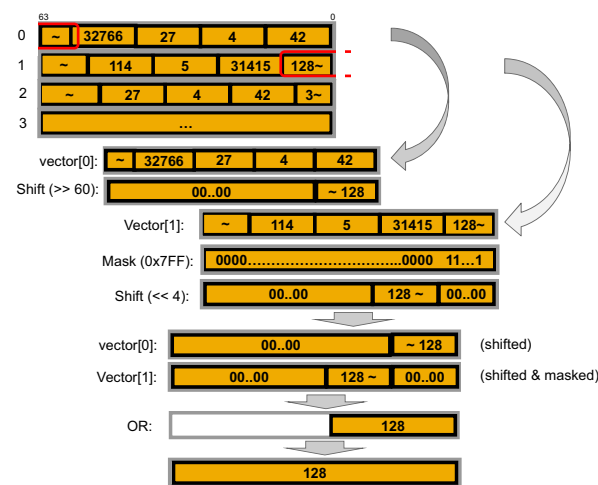 63 0
0 ~ 32766 27 4 42
1 ~ 114 5 31415 128~
2 ~ 27 4 42 3~
3 ...
vector[0]: ~ 32766 27 4 42
Shift (>> 60): 00..00 ~ 128
Vector[1]: ~ 114 5 31415 128~
Mask (0x7FF): 0000................................0000 11...1
Shift (<< 4): 00..00 128 ~ 00..00
vector[0]: 00..00 ~ 128 (shifted)
Vector[1]: 00..00 128 ~ 00..00 (shifted & masked)
OR: 128
128